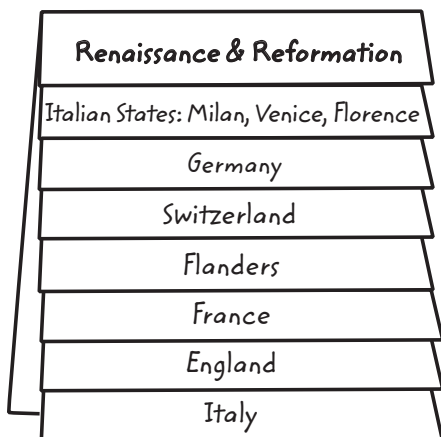 Renaissance & Reformation
Italian States: Milan, Venice, Florence
Germany
Switzerland
Flanders
France
England
Italy